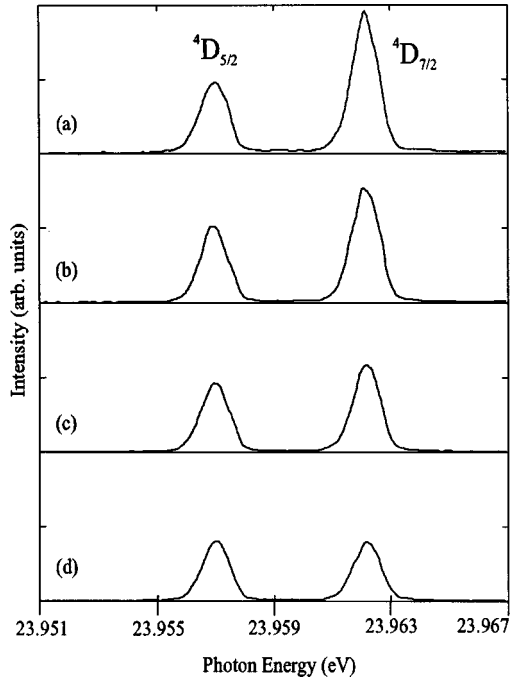 ⁴D₅/₂
⁴D₇/₂
(a)
(b)
(c)
(d)
Intensity (arb. units)
23.951 23.955 23.959 23.963 23.967
Photon Energy (eV)